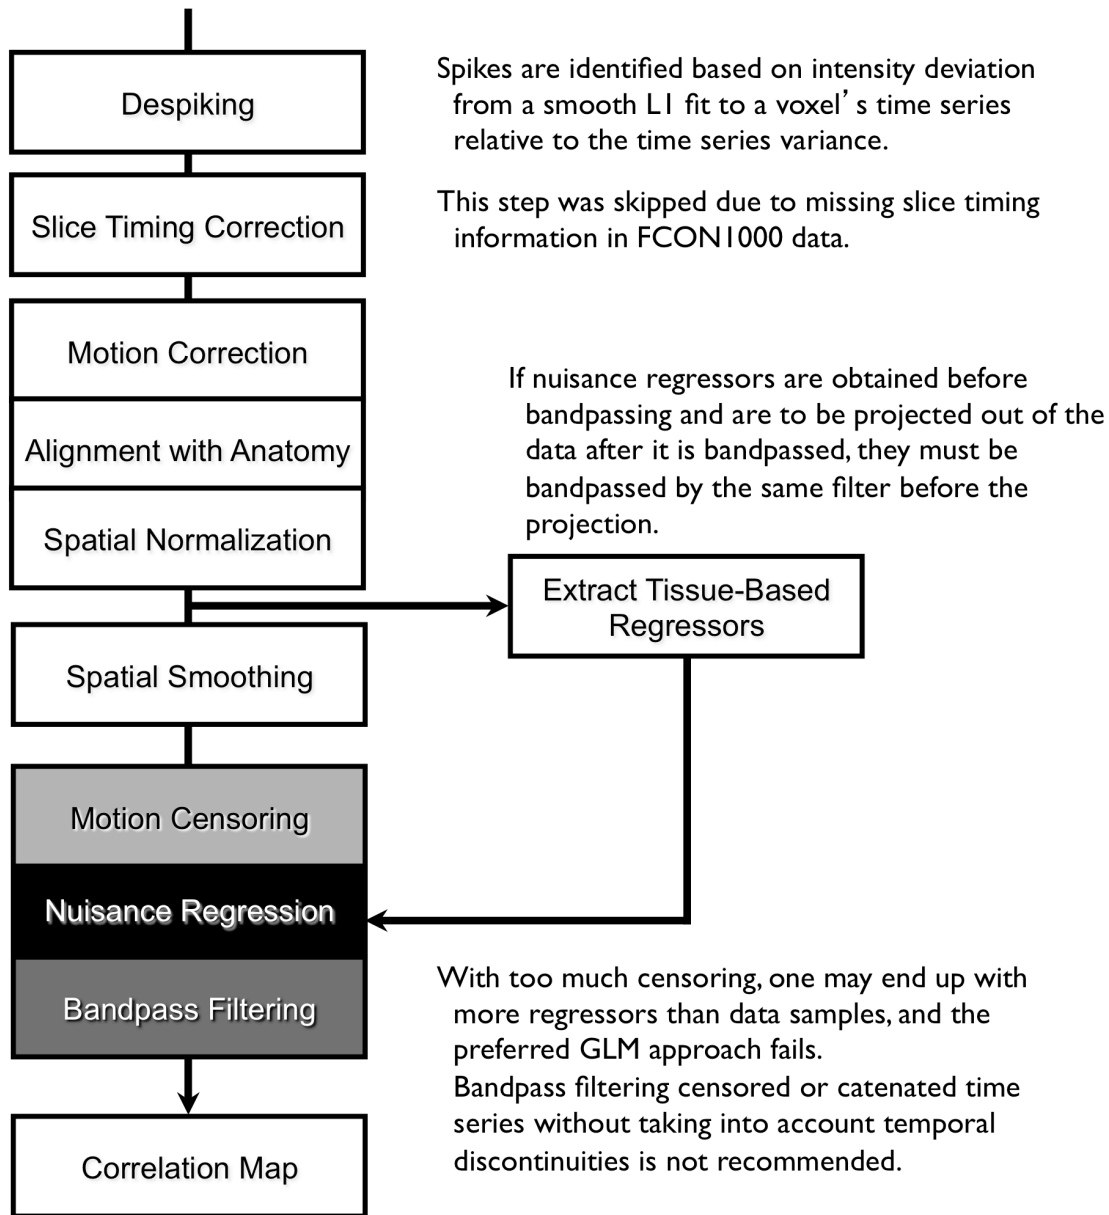 Despiking
Spikes are identified based on intensity deviation
from a smooth L1 fit to a voxel’s time series
relative to the time series variance.
Slice Timing Correction
This step was skipped due to missing slice timing
information in FCON1000 data.
Motion Correction
Alignment with Anatomy
Spatial Normalization
If nuisance regressors are obtained before
bandpassing and are to be projected out of the
data after it is bandpassed, they must be
bandpassed by the same filter before the
projection.
Extract Tissue-Based
Regressors
Spatial Smoothing
Motion Censoring
Nuisance Regression
Bandpass Filtering
With too much censoring, one may end up with
more regressors than data samples, and the
preferred GLM approach fails.
Bandpass filtering censored or catenated time
series without taking into account temporal
discontinuities is not recommended.
Correlation Map